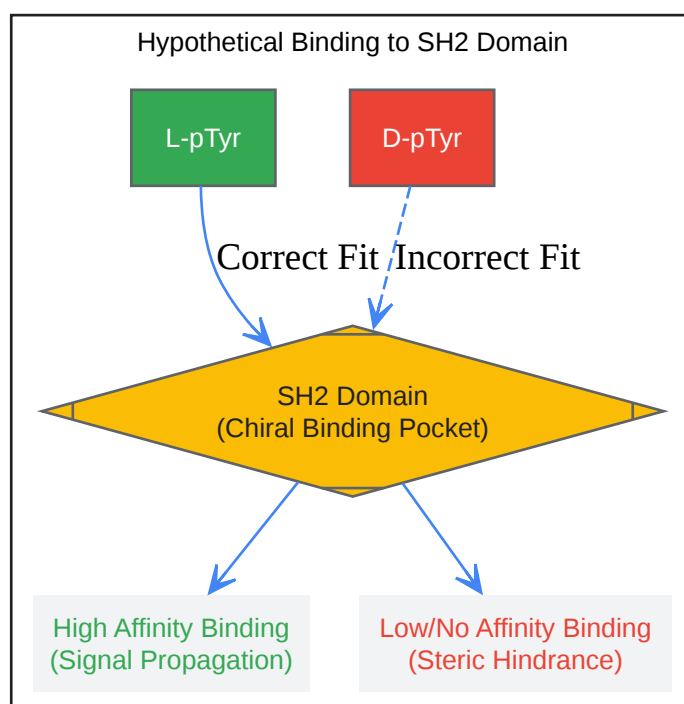 Hypothetical Binding to SH2 Domain
L-pTyr
D-pTyr
Correct Fit
Incorrect Fit
SH2 Domain
(Chiral Binding Pocket)
High Affinity Binding
(Signal Propagation)
Low/No Affinity Binding
(Steric Hindrance)